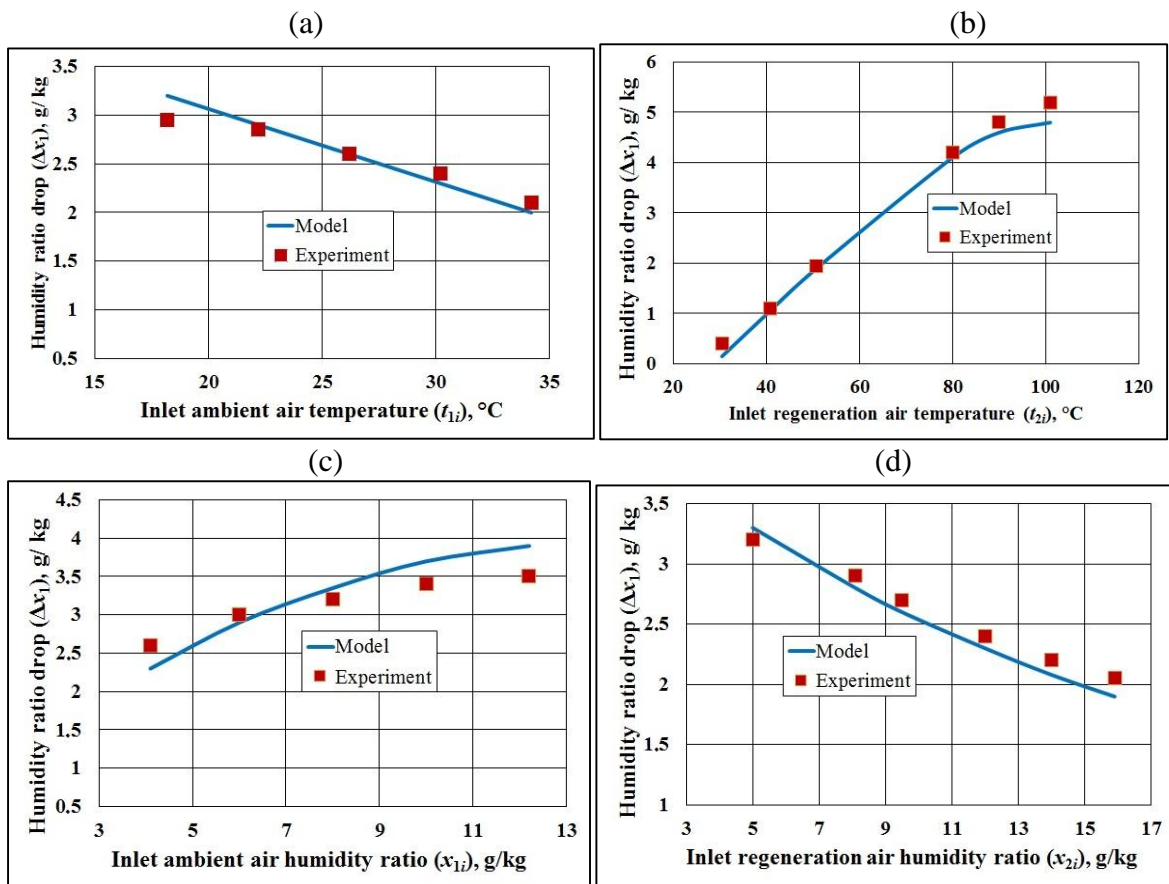 (a)
(b)
Humidity ratio drop (Δx₁), g/ kg
3.5
3
2.5
2
1.5
1
0.5
15 20 25 30 35
Inlet ambient air temperature (t₁ᵢ), °C
Model
Experiment
Humidity ratio drop (Δx₁), g/ kg
6
5
4
3
2
1
0
20 40 60 80 100 120
Inlet regeneration air temperature (t₂ᵢ), °C
Model
Experiment
(c)
(d)
Humidity ratio drop (Δx₁), g/ kg
4.5
4
3.5
3
2.5
2
1.5
1
0.5
3 5 7 9 11 13
Inlet ambient air humidity ratio (x₁ᵢ), g/kg
Model
Experiment
Humidity ratio drop (Δx₁), g/ kg
3.5
3
2.5
2
1.5
1
3 5 7 9 11 13 15 17
Inlet regeneration air humidity ratio (x₂ᵢ), g/kg
Model
Experiment